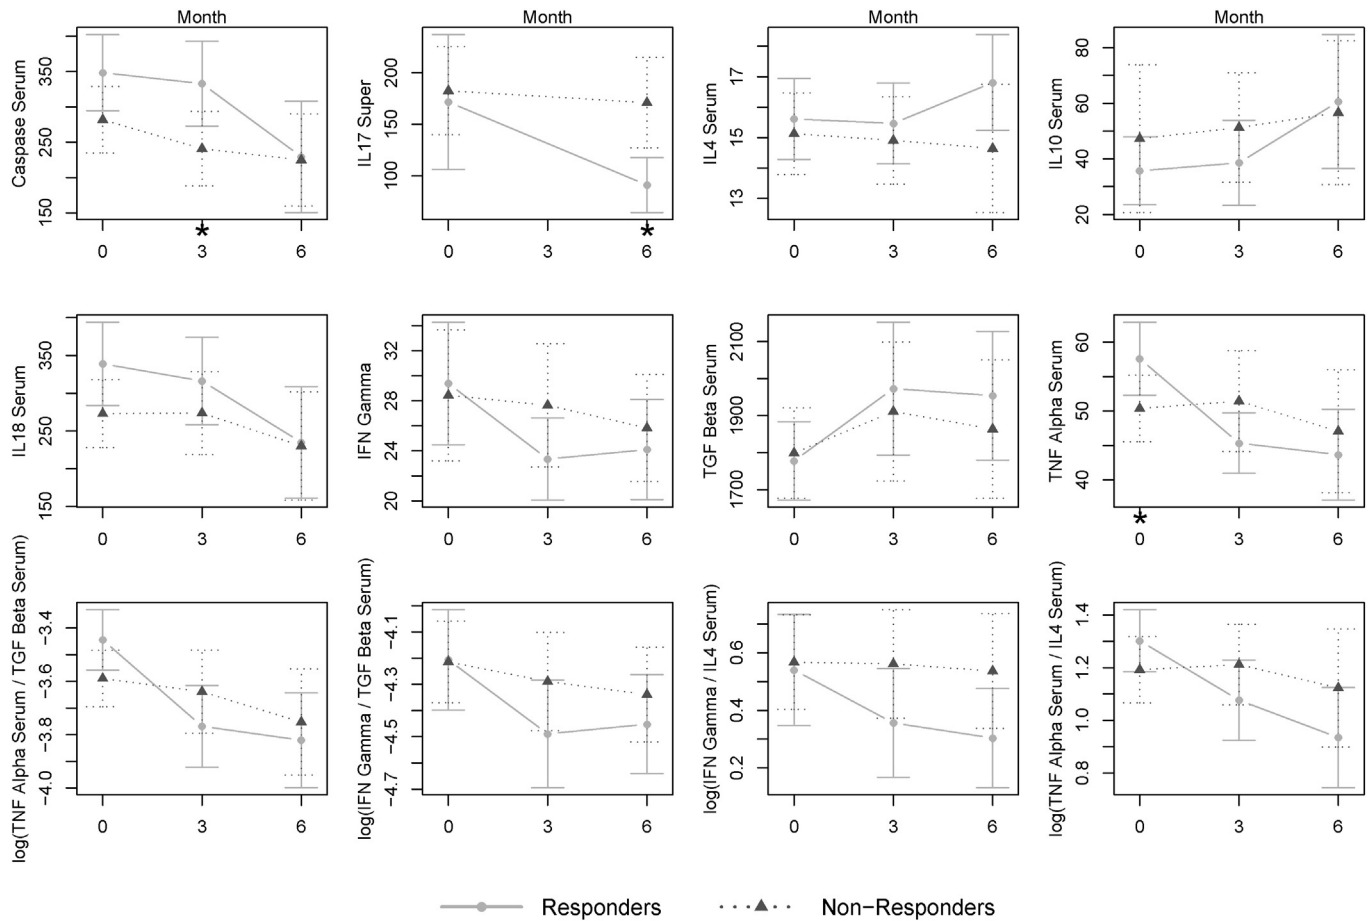 Month Month Month Month
Caspase Serum
350
250
150
0 3 6
*
IL17 Super
200
150
100
0 3 6
*
IL4 Serum
17
15
13
0 3 6
IL10 Serum
80
60
40
20
0 3 6
IL18 Serum
350
250
150
0 3 6
IFN Gamma
32
28
24
20
0 3 6
TGF Beta Serum
2100
1900
1700
0 3 6
TNF Alpha Serum
60
50
40
*
0 3 6
log(TNF Alpha Serum / TGF Beta Serum)
−3.4
−3.6
−3.8
−4.0
0 3 6
log(IFN Gamma / TGF Beta Serum)
−4.1
−4.3
−4.5
−4.7
0 3 6
log(IFN Gamma / IL4 Serum)
0.6
0.4
0.2
0 3 6
log(TNF Alpha Serum / IL4 Serum)
1.4
1.2
1.0
0.8
0 3 6
Responders Non−Responders